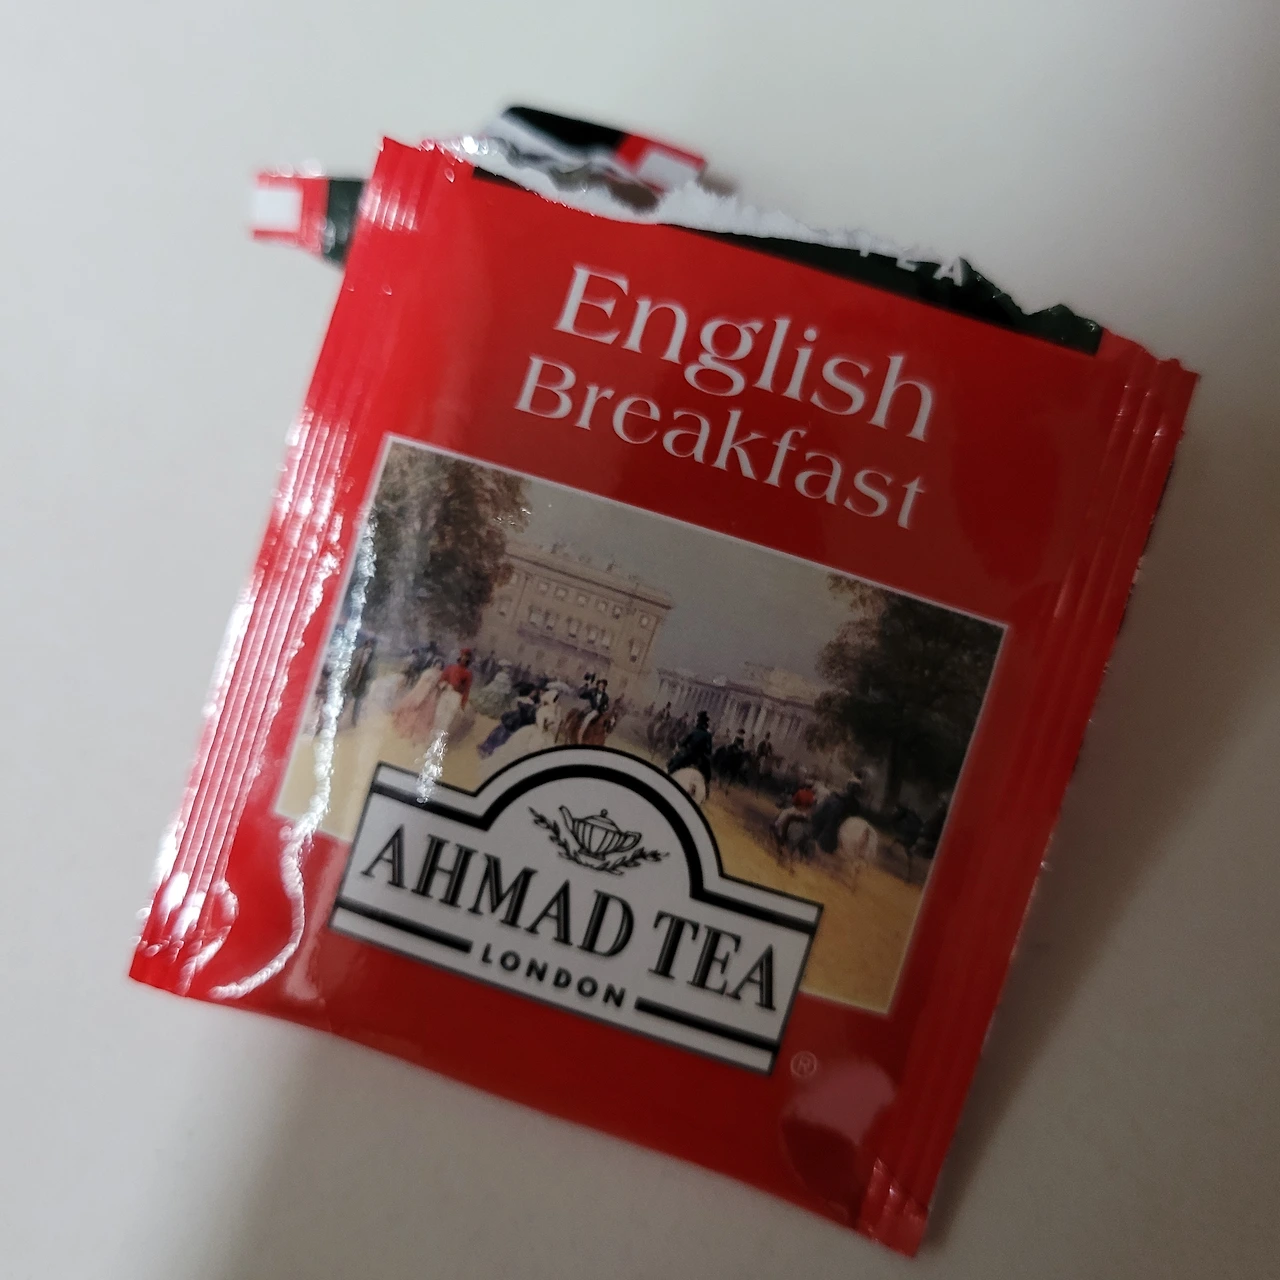 English
Breakfast
AHMAD TEA
LONDON
®